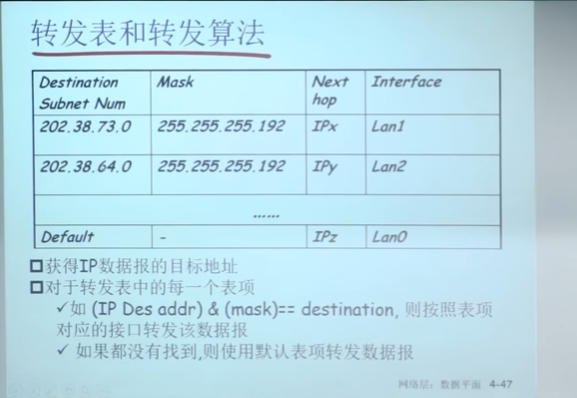 转发表和转发算法
Destination Subnet Num Mask Next hop Interface
202.38.73.0 255.255.255.192 IPx Lan1
202.38.64.0 255.255.255.192 IPy Lan2
......
Default - IPz Lan0
获得IP数据报的目标地址
对于转发表中的每一个表项
✓如 (IP Des addr) & (mask)== destination, 则按照表项
对应的接口转发该数据报
✓ 如果都没有找到,则使用默认表项转发数据报
网络层:数据平面 4-47